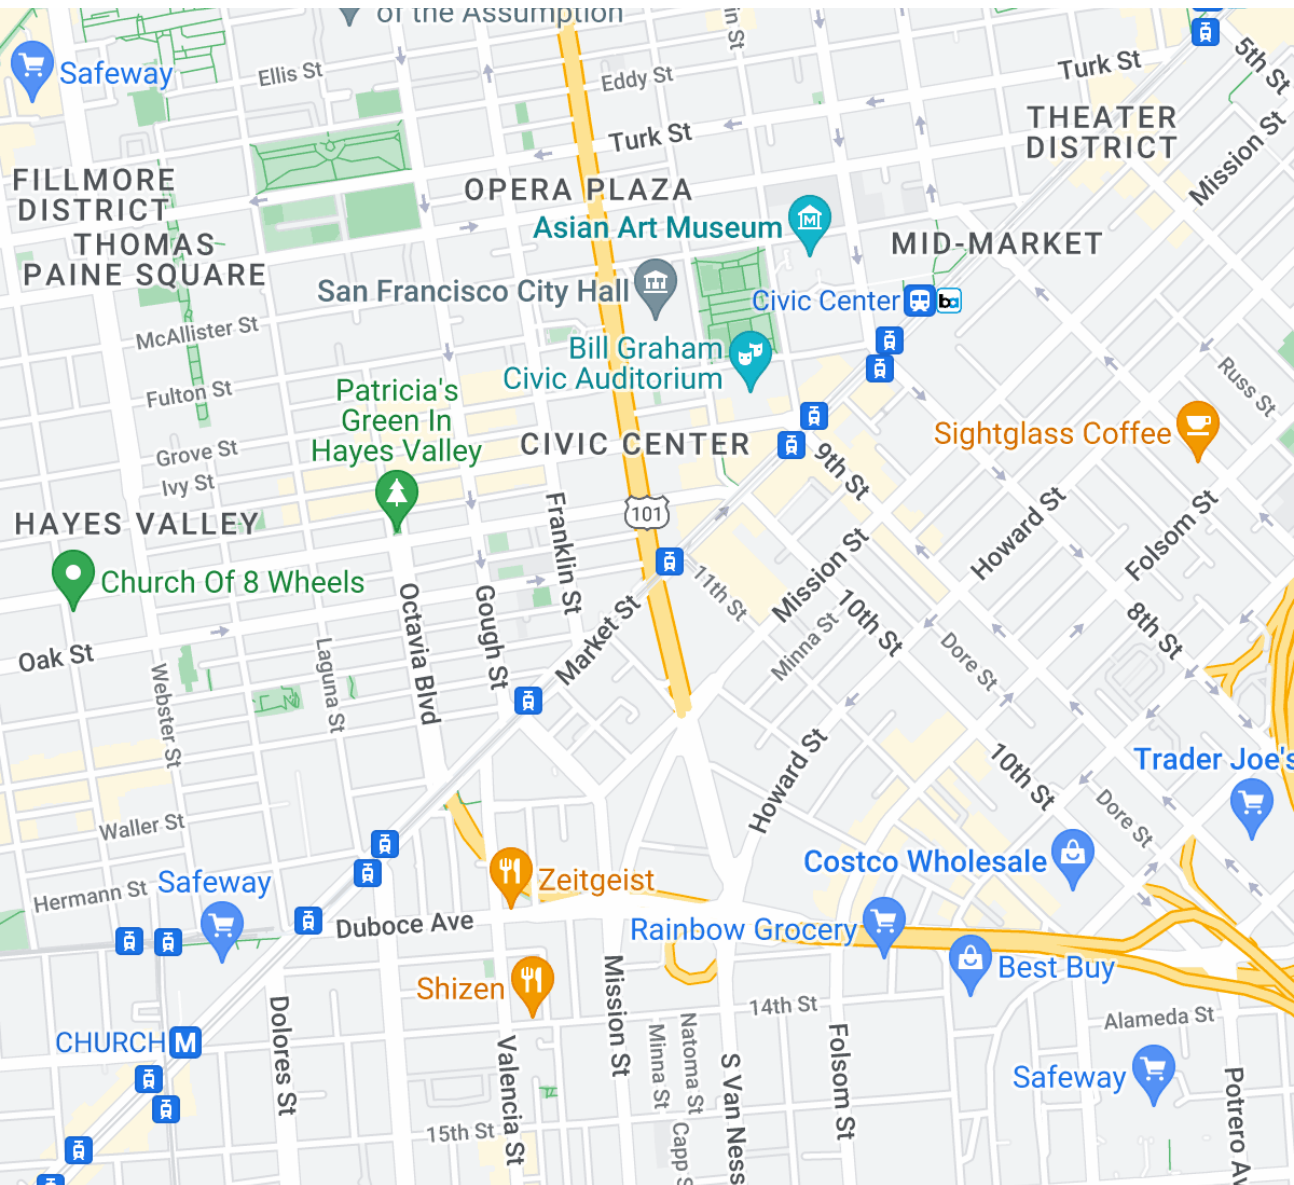 of the Assumption
in St
5th St
Safeway
Ellis St
Eddy St
Turk St
THEATER
DISTRICT
Turk St
Mission St
FILLMORE
DISTRICT
OPERA PLAZA
Asian Art Museum
THOMAS
PAINE SQUARE
MID-MARKET
San Francisco City Hall
Civic Center
ba
McAllister St
Bill Graham
Civic Auditorium
Russ St
Fulton St
Patricia's
Green In
Hayes Valley
Sightglass Coffee
CIVIC CENTER
Grove St
Ivy St
9th St
HAYES VALLEY
101
Franklin St
Howard St
Folsom St
Mission St
Church Of 8 Wheels
11th St
Octavia Blvd
Gough St
Market St
10th St
8th St
Minna St
Dore St
Oak St
Laguna St
Webster St
Howard St
10th St
Trader Joe's
Dore St
Waller St
Costco Wholesale
Hermann St
Safeway
Zeitgeist
Duboce Ave
Rainbow Grocery
Best Buy
Shizen
Mission St
14th St
Alameda St
CHURCH M
Dolores St
Valencia St
Minna St
Natoma St
S Van Ness
Folsom St
Safeway
Potrero Av
15th St
Capp S